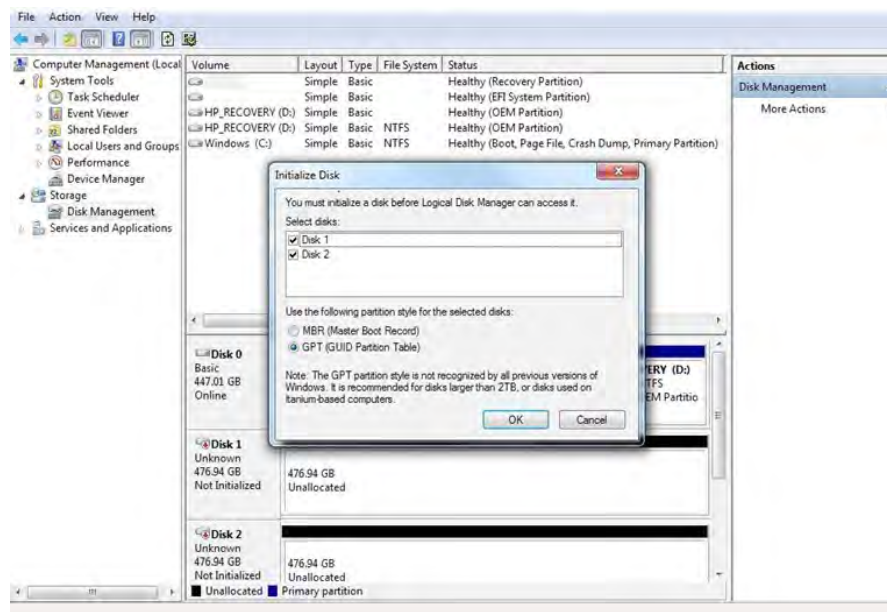 File Action View Help
Computer Management (Local
System Tools
Task Scheduler
Event Viewer
Shared Folders
Local Users and Groups
Performance
Device Manager
Storage
Disk Management
Services and Applications
Volume Layout Type File System Status
Simple Basic Healthy (Recovery Partition)
Simple Basic Healthy (EFI System Partition)
HP_RECOVERY (D:) Simple Basic Healthy (OEM Partition)
HP_RECOVERY (D:) Simple Basic NTFS Healthy (OEM Partition)
Windows (C:) Simple Basic NTFS Healthy (Boot, Page File, Crash Dump, Primary Partition)
Actions
Disk Management
More Actions
Initialize Disk
You must initialize a disk before Logical Disk Manager can access it.
Select disks:
Disk 1
Disk 2
Use the following partition style for the selected disks:
MBR (Master Boot Record)
GPT (GUID Partition Table)
Note: The GPT partition style is not recognized by all previous versions of
Windows. It is recommended for disks larger than 2TB, or disks used on
Itanium-based computers.
OK Cancel
Disk 0
Basic
447.01 GB
Online
ERY (D:)
TFS
EM Partitio
Disk 1
Unknown
476.94 GB
Not Initialized
476.94 GB
Unallocated
Disk 2
Unknown
476.94 GB
Not Initialized
476.94 GB
Unallocated
Unallocated Primary partition